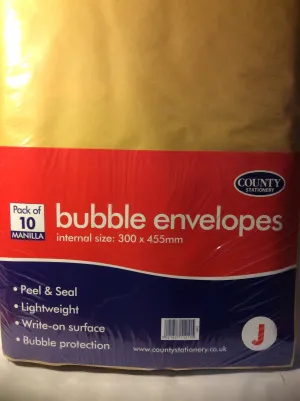 COUNTY
STATIONERY
Pack of
10
MANILLA
bubble envelopes
internal size: 300 x 455mm
• Peel & Seal
• Lightweight
• Write-on surface
• Bubble protection
J
www.countystationery.co.uk